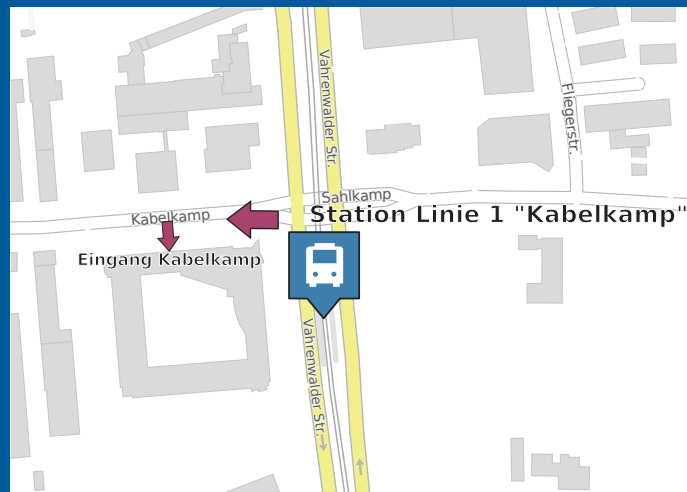 Vahrenwalder Str.
Fliegerstr.
Sahlkamp
Kabelkamp
Station Linie 1 "Kabelkamp"
Eingang Kabelkamp
Vahrenwalder Str.